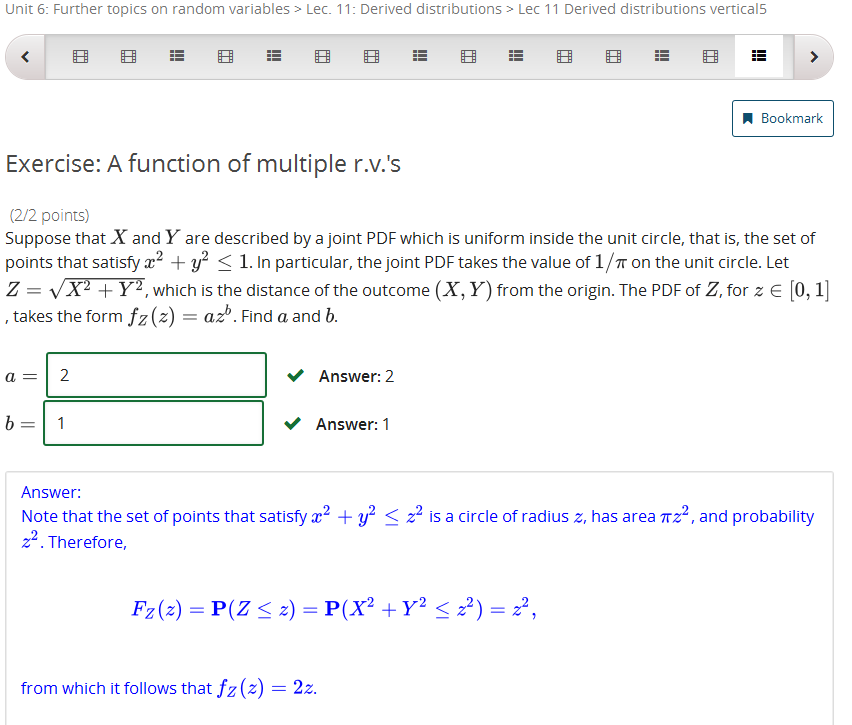 Unit 6: Further topics on random variables > Lec. 11: Derived distributions > Lec 11 Derived distributions vertical5
Bookmark
Exercise: A function of multiple r.v.'s
(2/2 points)
Suppose that X and Y are described by a joint PDF which is uniform inside the unit circle, that is, the set of
points that satisfy x² + y² ≤ 1. In particular, the joint PDF takes the value of 1/π on the unit circle. Let
Z = √(X² + Y²), which is the distance of the outcome (X, Y) from the origin. The PDF of Z, for z ∈ [0, 1]
, takes the form f_Z(z) = az^b. Find a and b.
a = 2 ✔ Answer: 2
b = 1 ✔ Answer: 1
Answer:
Note that the set of points that satisfy x² + y² ≤ z² is a circle of radius z, has area πz², and probability
z². Therefore,
F_Z(z) = P(Z ≤ z) = P(X² + Y² ≤ z²) = z²,
from which it follows that f_Z(z) = 2z.